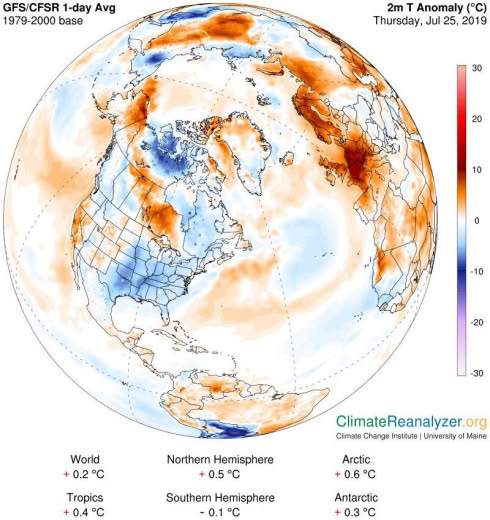 GFS/CFSR 1-day Avg
1979-2000 base
2m T Anomaly (°C)
Thursday, Jul 25, 2019
30
20
10
0
-10
-20
-30
ClimateReanalyzer.org
Climate Change Institute | University of Maine
World
+ 0.2 °C
Northern Hemisphere
+ 0.5 °C
Arctic
+ 0.6 °C
Tropics
+ 0.4 °C
Southern Hemisphere
- 0.1 °C
Antarctic
+ 0.3 °C